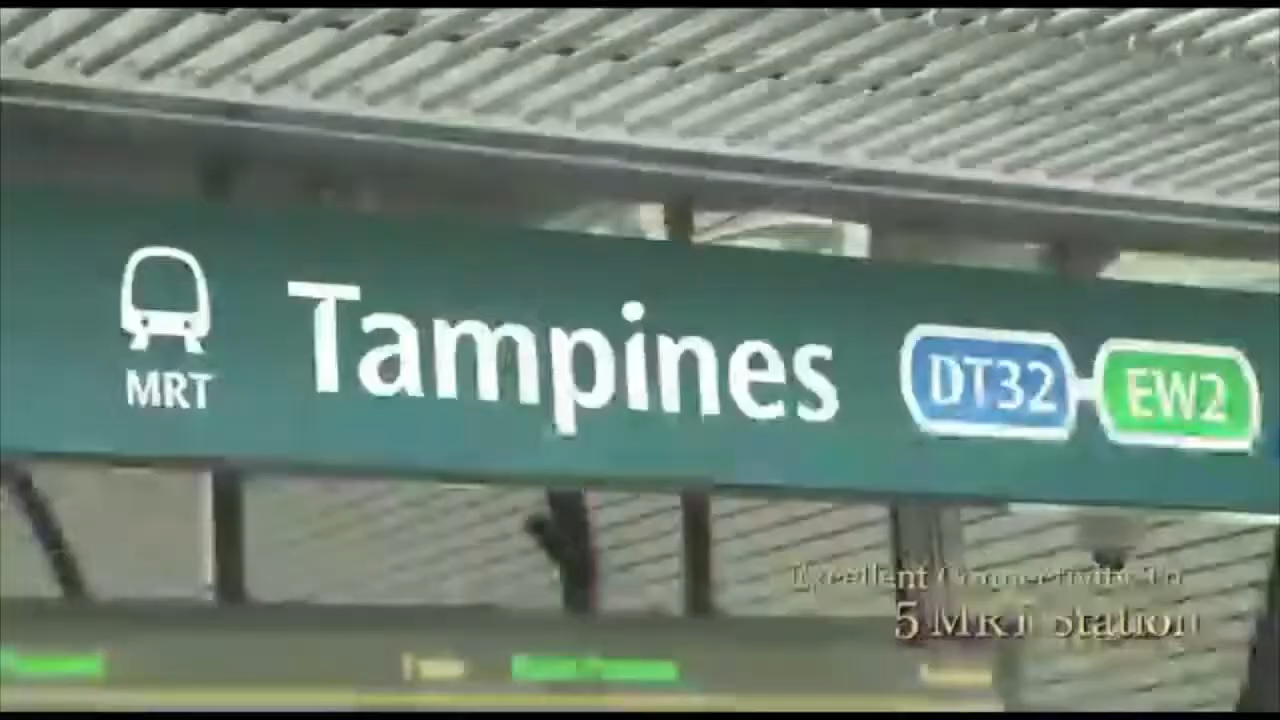 MRT
Tampines
DT32
EW2
Excellent Connectivity To
5 MRT Station